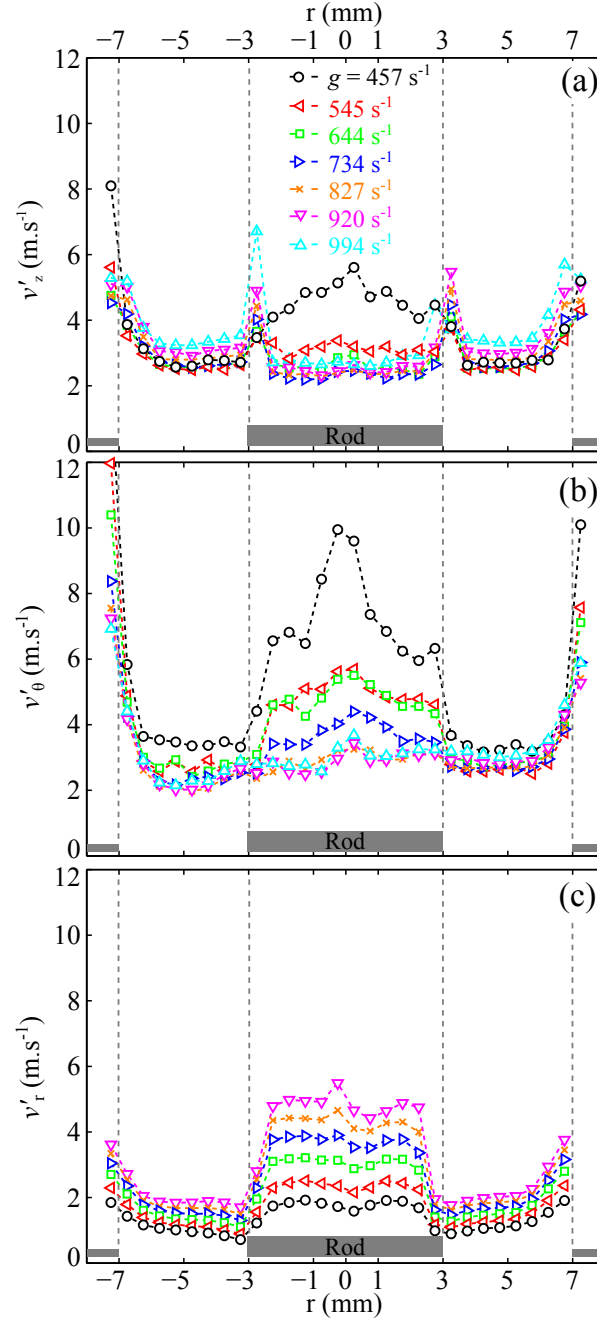 r (mm)
−7 −5 −3 −1 0 1 3 5 7
12
10
8
6
4
2
0
v′z (m.s-1)
(a)
g = 457 s-1
545 s-1
644 s-1
734 s-1
827 s-1
920 s-1
994 s-1
Rod
12
10
8
6
4
2
0
v′θ (m.s-1)
(b)
Rod
12
10
8
6
4
2
0
v′r (m.s-1)
(c)
Rod
−7 −5 −3 −1 0 1 3 5 7
r (mm)